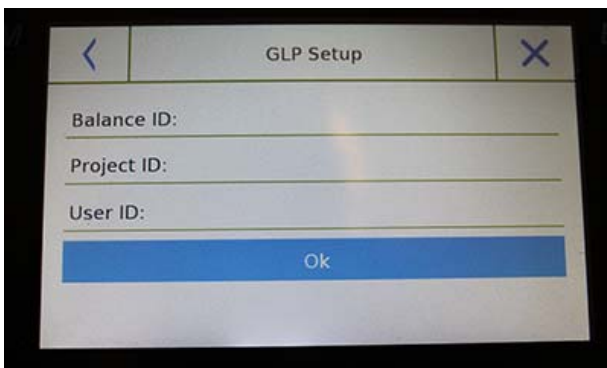 GLP Setup
Balance ID:
Project ID:
User ID:
Ok